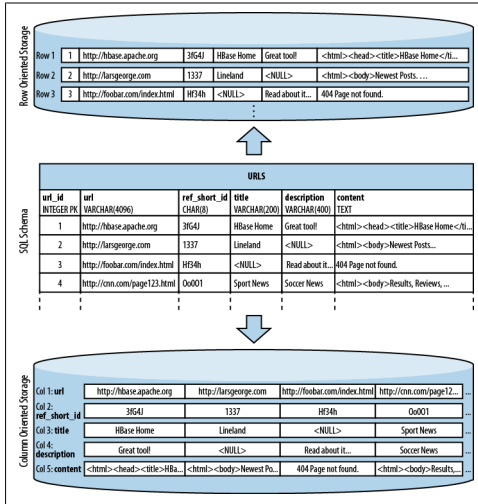 Row Oriented Storage
Row 1 1 http://hbase.apache.org 3fG4J HBase Home Great tool! <html><head><title>HBase Home</ti...
Row 2 2 http://larsgeorge.com 1337 Lineland <NULL> <html><body>Newest Posts. ...
Row 3 3 http://foobar.com/index.html Hf34h <NULL> Read about it... 404 Page not found.
SQL Schema
URLS
url_id url ref_short_id title description content
INTEGER PK VARCHAR(4096) CHAR(8) VARCHAR(200) VARCHAR(400) TEXT
1 http://hbase.apache.org 3fG4J HBase Home Great tool! <html><head><title>HBase Home</ti...
2 http://larsgeorge.com 1337 Lineland <NULL> <html><body>Newest Posts...
3 http://foobar.com/index.html Hf34h <NULL> Read about it... 404 Page not found.
4 http://cnn.com/page123.html Oo001 Sport News Soccer News <html><body>Results, Reviews, ...
Column Oriented Storage
Col 1: url http://hbase.apache.org http://larsgeorge.com http://foobar.com/index.html http://cnn.com/page12... ...
Col 2:
ref_short_id 3fG4J 1337 Hf34h Oo001 ...
Col 3: title HBase Home Lineland <NULL> Sport News ...
Col 4:
description Great tool! <NULL> Read about it... Soccer News ...
Col 5: content <html><head><title>HBa... <html><body>Newest Po... 404 Page not found. <html><body>Results,... ...